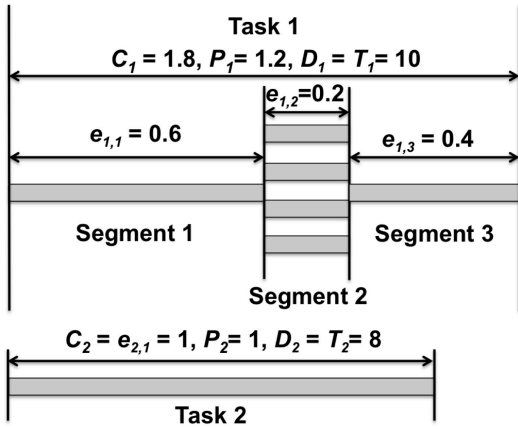 Task 1
C₁ = 1.8, P₁= 1.2, D₁ = T₁= 10
e₁,₂=0.2
e₁,₁ = 0.6
e₁,₃ = 0.4
Segment 1
Segment 3
Segment 2
C₂ = e₂,₁ = 1, P₂= 1, D₂ = T₂= 8
Task 2